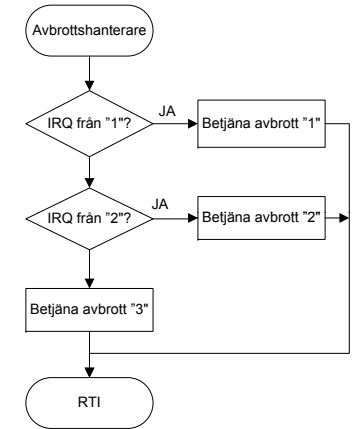 Avbrottshanterare
IRQ från ”1"?
JA
Betjäna avbrott ”1"
IRQ från ”2"?
JA
Betjäna avbrott ”2"
Betjäna avbrott ”3"
RTI